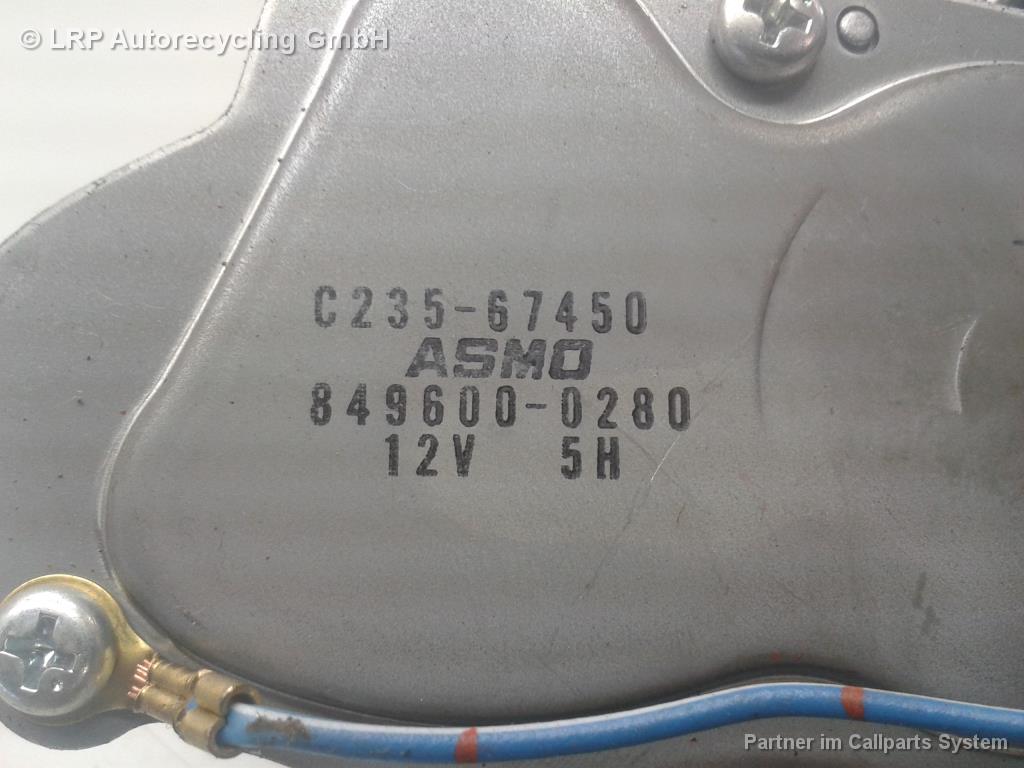 © LRP Autorecycling GmbH
C235-67450
ASMO
849600-0280
12V 5H
Partner im Callparts System